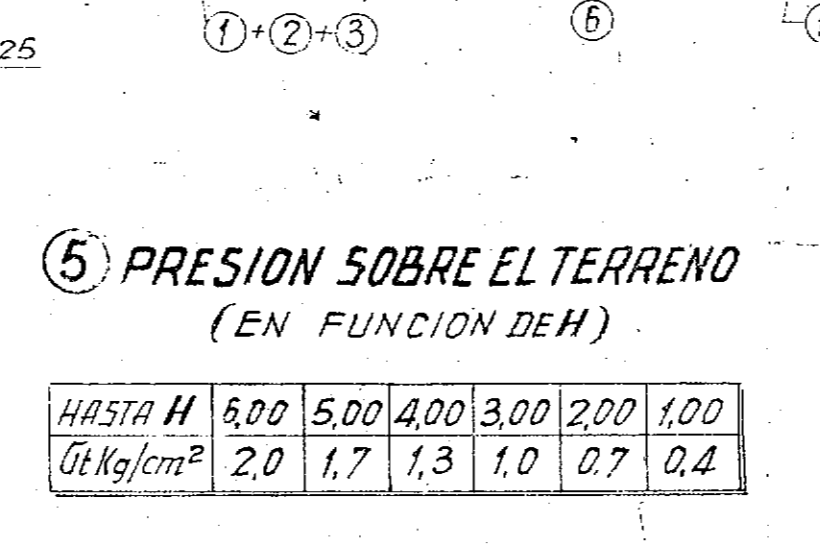 25
①+②+③
⑥
⑤ PRESION SOBRE EL TERRENO
(EN FUNCION DE H)
HASTA H 6,00 5,00 4,00 3,00 2,00 1,00
σt Kg/cm² 2,0 1,7 1,3 1,0 0,7 0,4